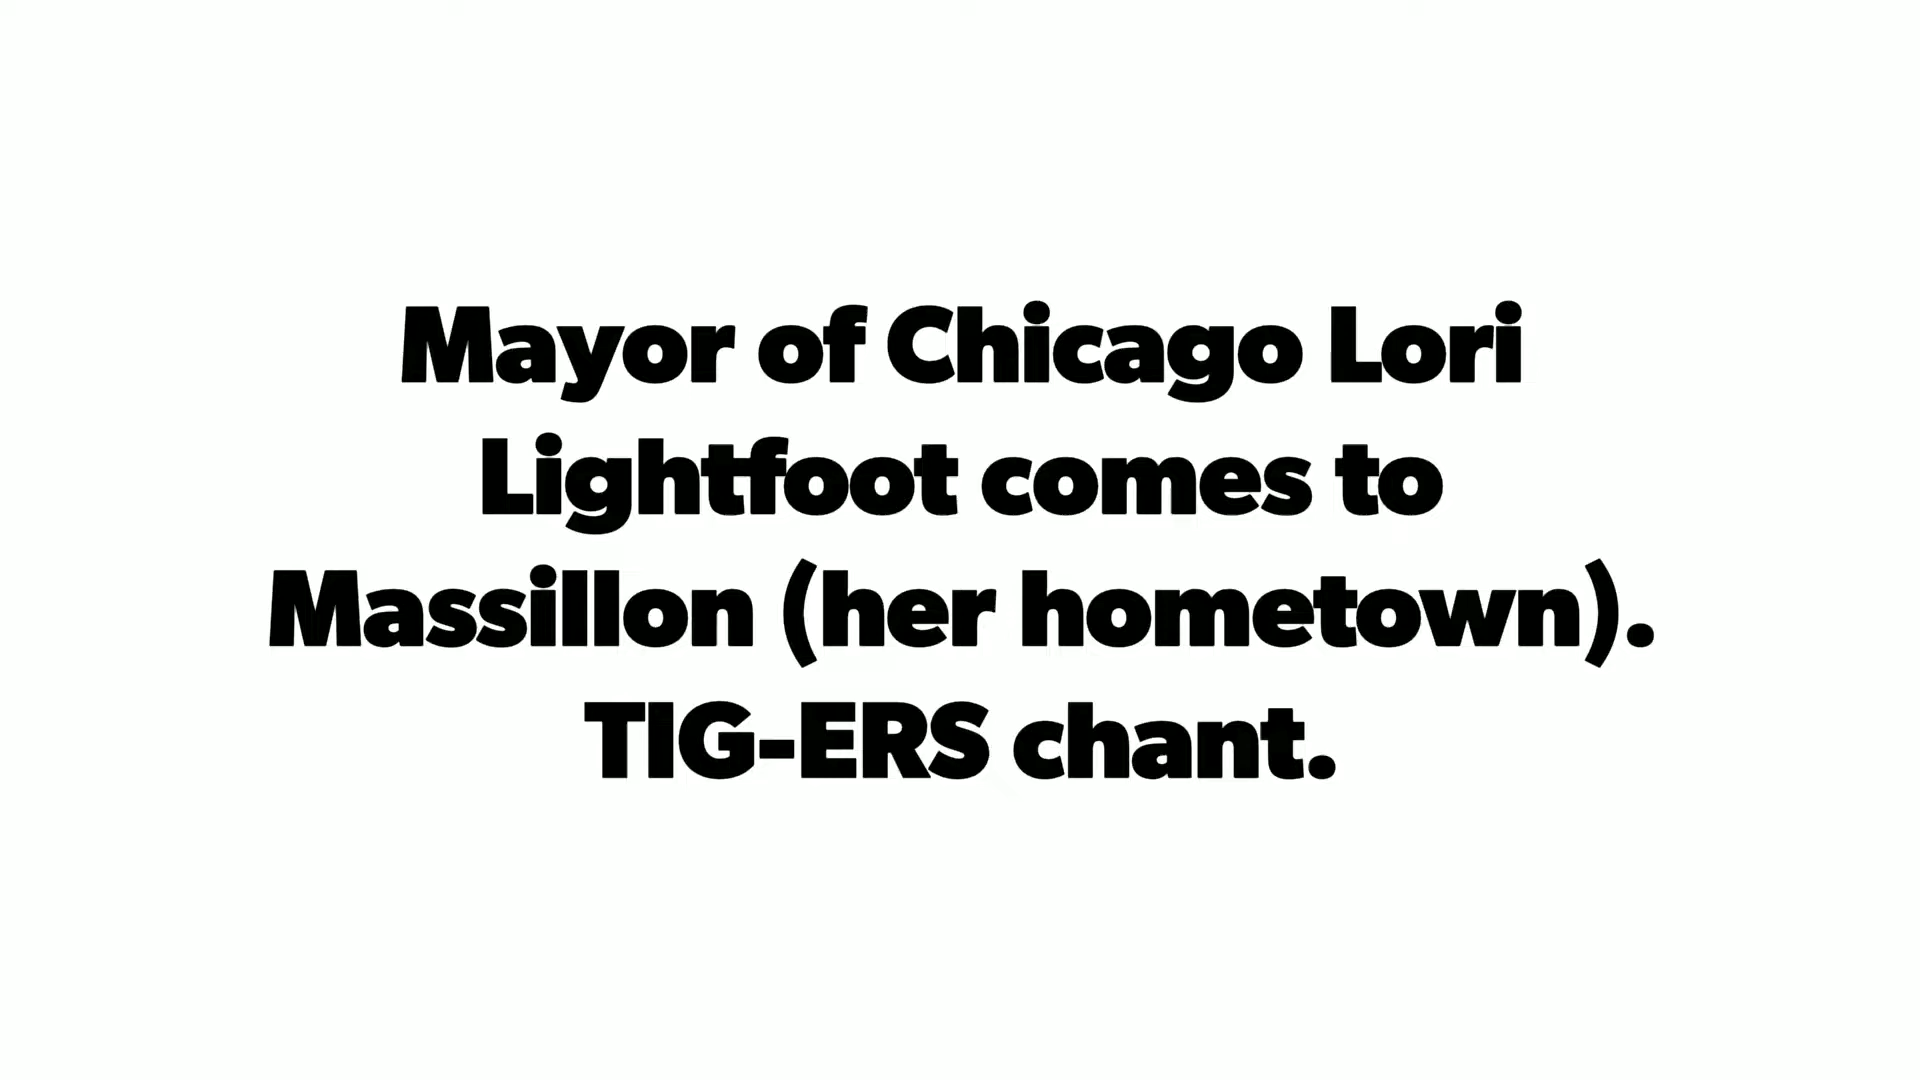 Mayor of Chicago Lori
Lightfoot comes to
Massillon (her hometown).
TIG-ERS chant.